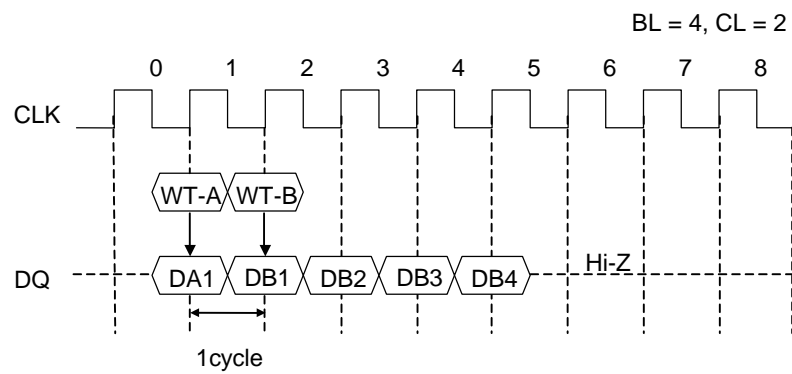 BL = 4, CL = 2
0 1 2 3 4 5 6 7 8
CLK
WT-A WT-B
DQ DA1 DB1 DB2 DB3 DB4 Hi-Z
1cycle